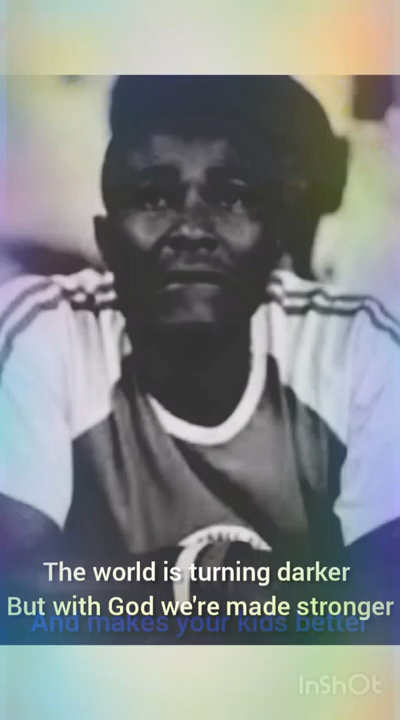 The world is turning darker
But with God we're made stronger
And makes your kids better
InShOt